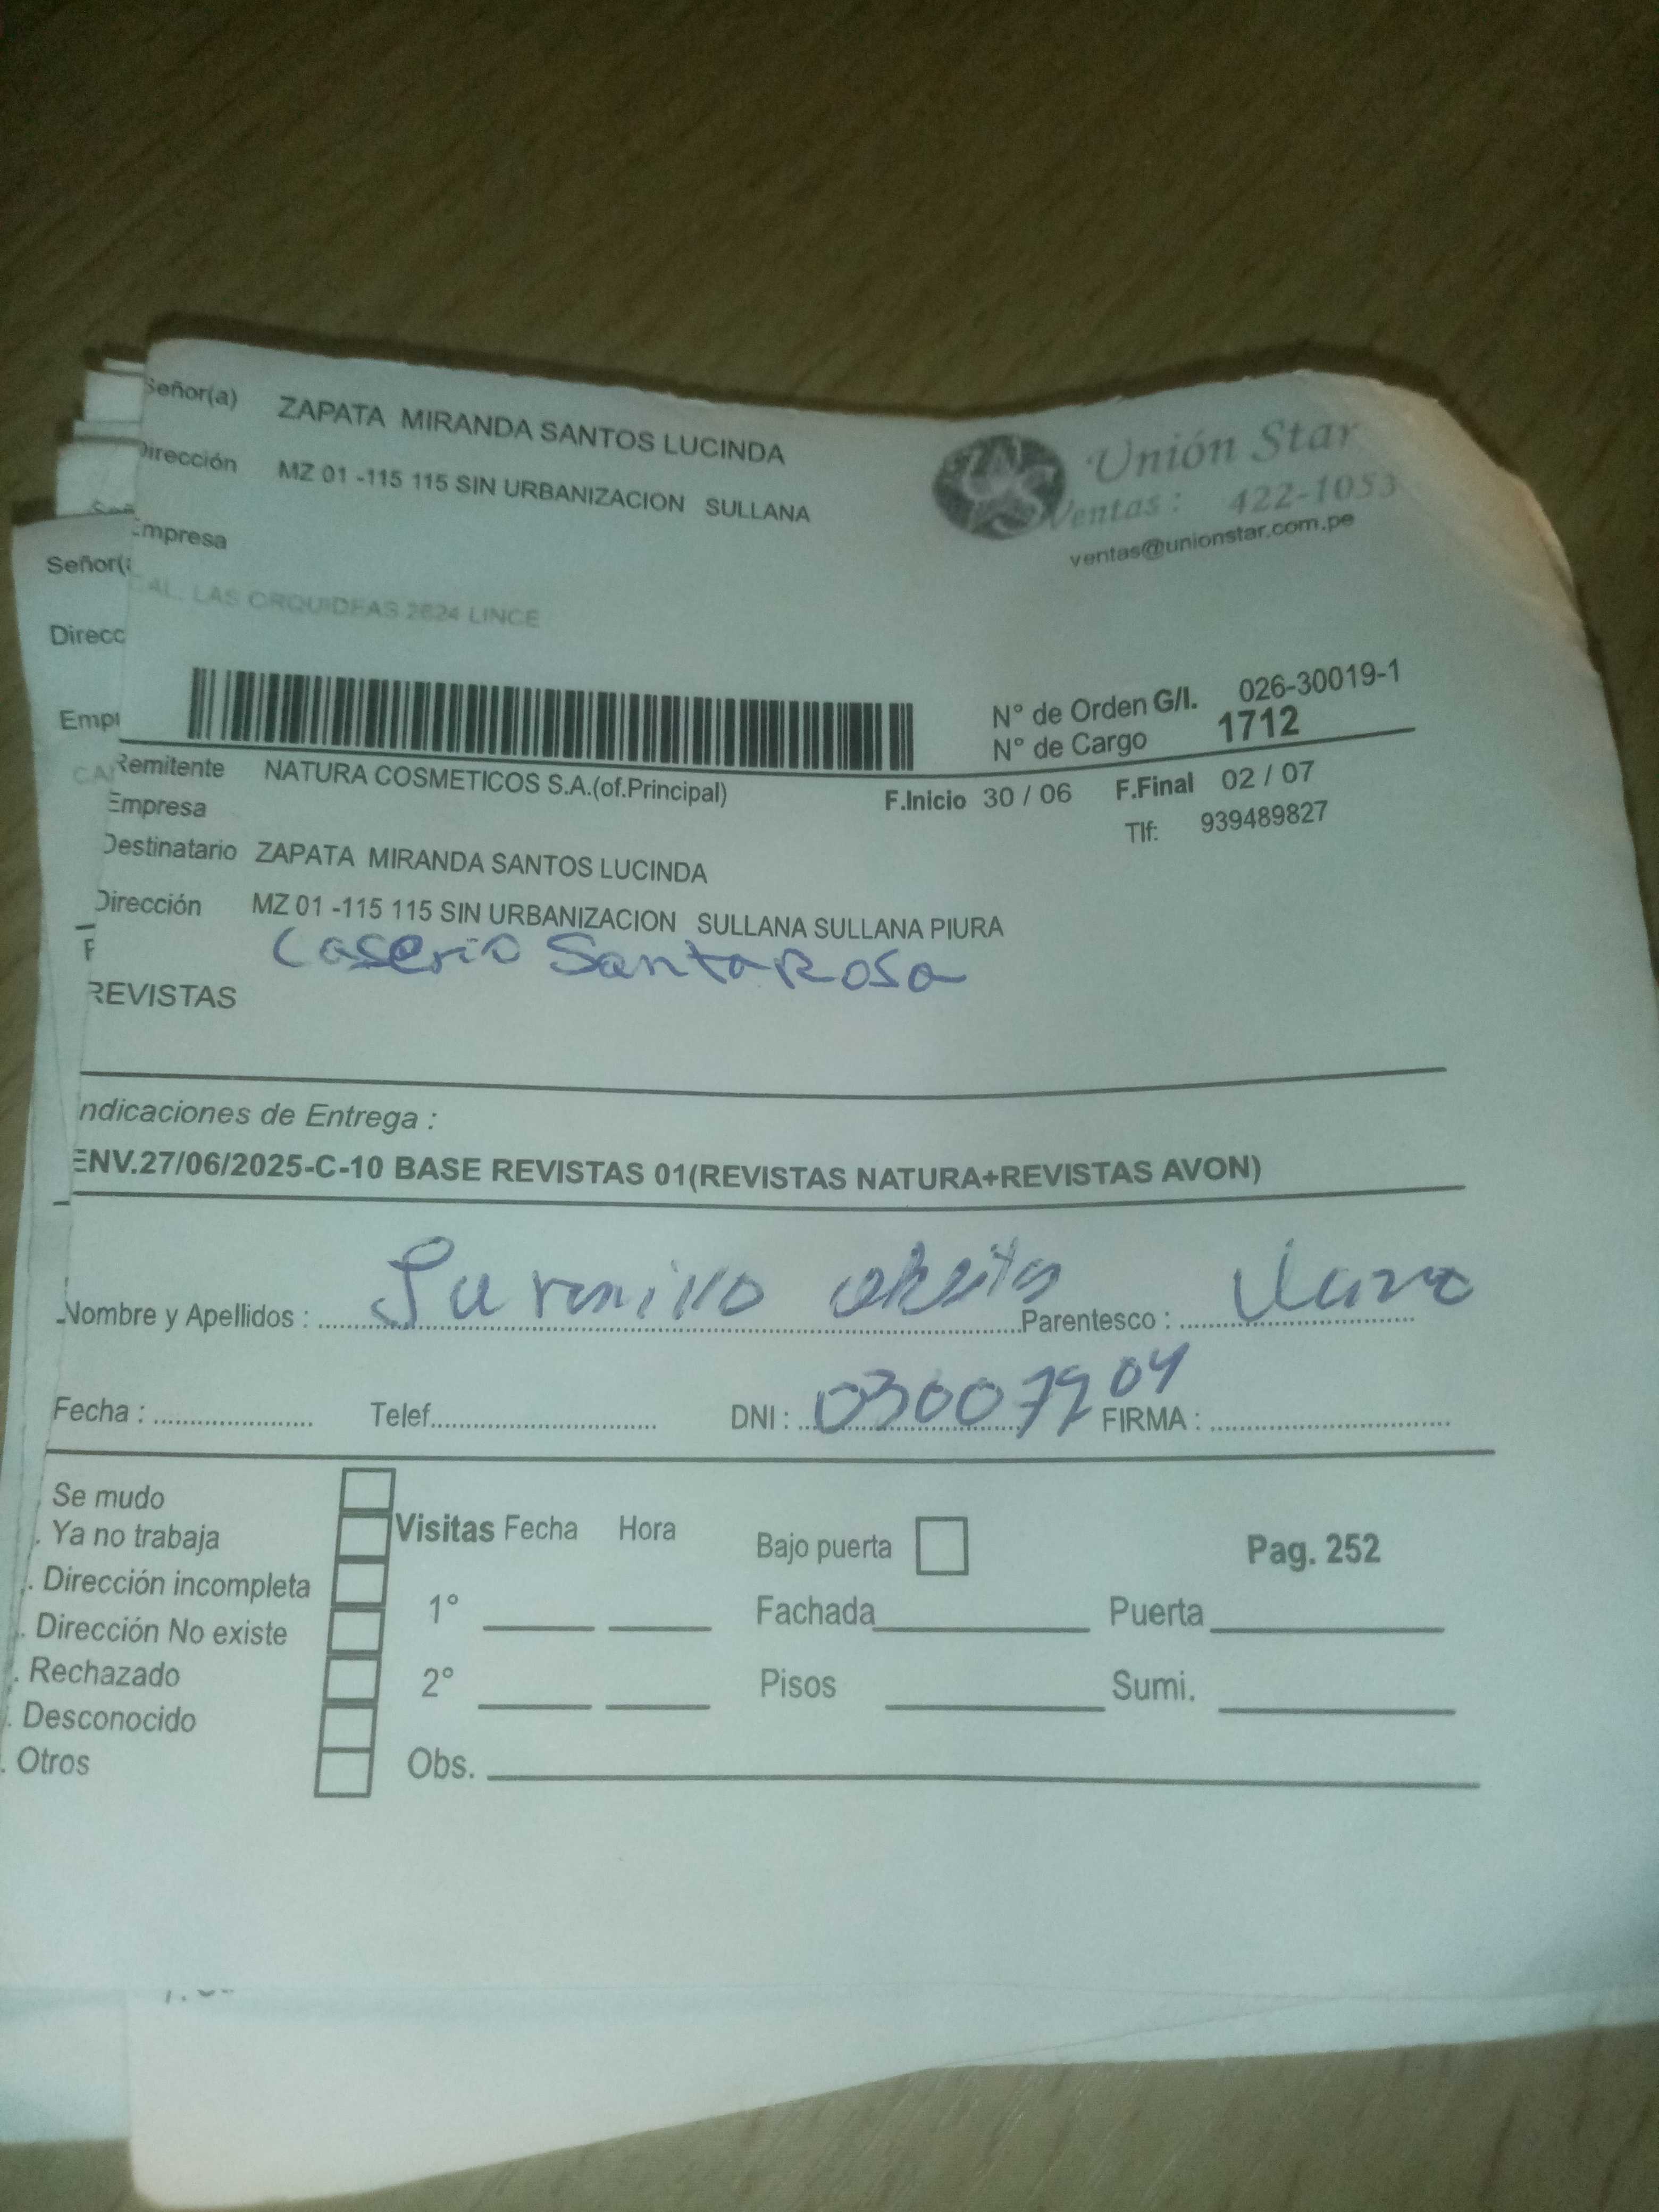 Señor(a) ZAPATA MIRANDA SANTOS LUCINDA
Dirección MZ 01 -115 115 SIN URBANIZACION SULLANA
Unión Star
Ventas : 422-1053
ventas@unionstar.com.pe
Empresa
CAL. LAS ORQUIDEAS 2624 LINCE
Señor(
Direcc
Emp
N° de Orden G/I. 026-30019-1
N° de Cargo 1712
Remitente NATURA COSMETICOS S.A.(of.Principal)
F.Inicio 30 / 06 F.Final 02 / 07
Empresa
Tlf: 939489827
Destinatario ZAPATA MIRANDA SANTOS LUCINDA
Dirección MZ 01 -115 115 SIN URBANIZACION SULLANA SULLANA PIURA
Caserio Santa Rosa
REVISTAS
ndicaciones de Entrega :
ENV.27/06/2025-C-10 BASE REVISTAS 01(REVISTAS NATURA+REVISTAS AVON)
Nombre y Apellidos : Parentesco :
Fecha : Telef. DNI : 03007904 FIRMA :
Se mudo
. Ya no trabaja
. Dirección incompleta
. Dirección No existe
. Rechazado
. Desconocido
. Otros
Visitas Fecha Hora
1°
2°
Obs.
Bajo puerta Pag. 252
Fachada Puerta
Pisos Sumi.